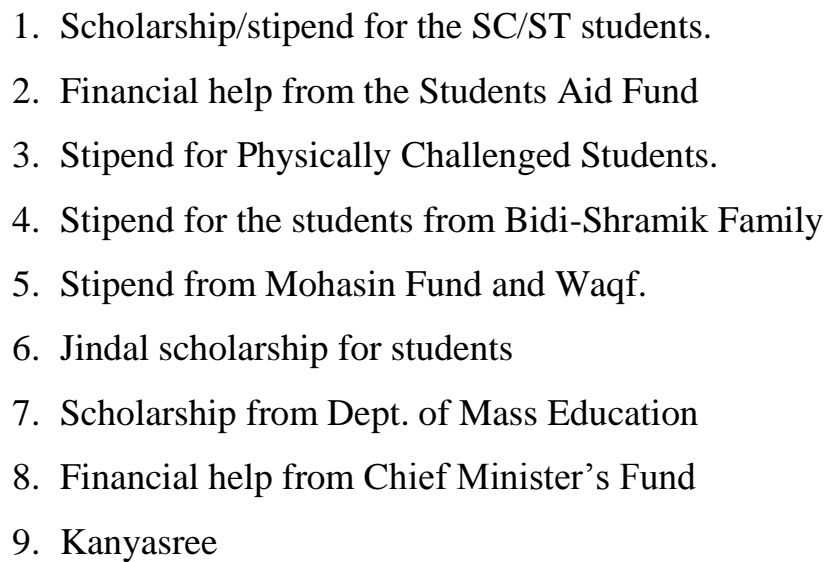 1. Scholarship/stipend for the SC/ST students.
2. Financial help from the Students Aid Fund
3. Stipend for Physically Challenged Students.
4. Stipend for the students from Bidi-Shramik Family
5. Stipend from Mohasin Fund and Waqf.
6. Jindal scholarship for students
7. Scholarship from Dept. of Mass Education
8. Financial help from Chief Minister’s Fund
9. Kanyasree